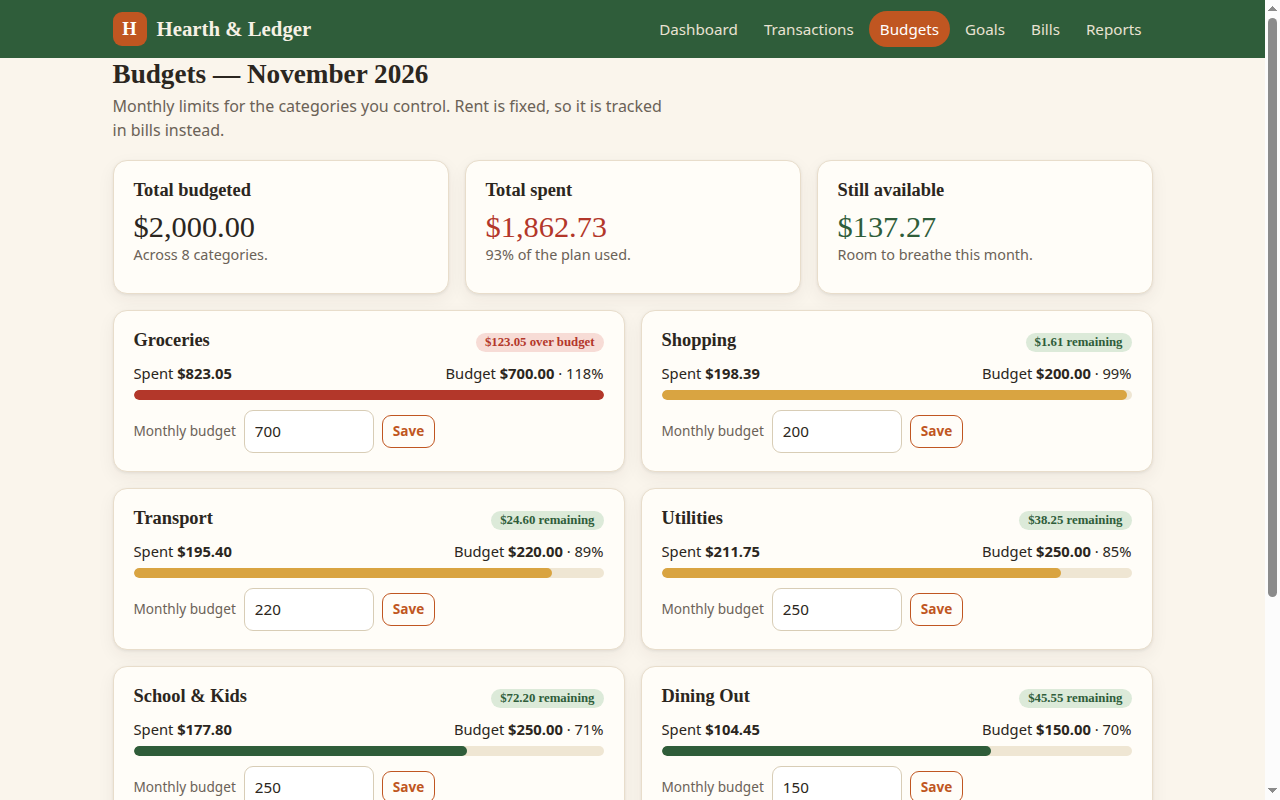 H Hearth & Ledger Dashboard Transactions Budgets Goals Bills Reports
Budgets — November 2026
Monthly limits for the categories you control. Rent is fixed, so it is tracked
in bills instead.
Total budgeted
$2,000.00
Across 8 categories.
Total spent
$1,862.73
93% of the plan used.
Still available
$137.27
Room to breathe this month.
Groceries $123.05 over budget
Spent $823.05 Budget $700.00 · 118%
Monthly budget 700 Save
Shopping $1.61 remaining
Spent $198.39 Budget $200.00 · 99%
Monthly budget 200 Save
Transport $24.60 remaining
Spent $195.40 Budget $220.00 · 89%
Monthly budget 220 Save
Utilities $38.25 remaining
Spent $211.75 Budget $250.00 · 85%
Monthly budget 250 Save
School & Kids $72.20 remaining
Spent $177.80 Budget $250.00 · 71%
Monthly budget 250 Save
Dining Out $45.55 remaining
Spent $104.45 Budget $150.00 · 70%
Monthly budget 150 Save